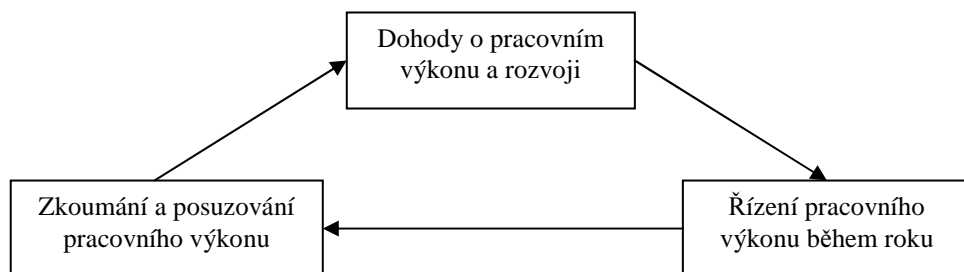 Dohody o pracovním
výkonu a rozvoji
Zkoumání a posuzování
pracovního výkonu
Řízení pracovního
výkonu během roku